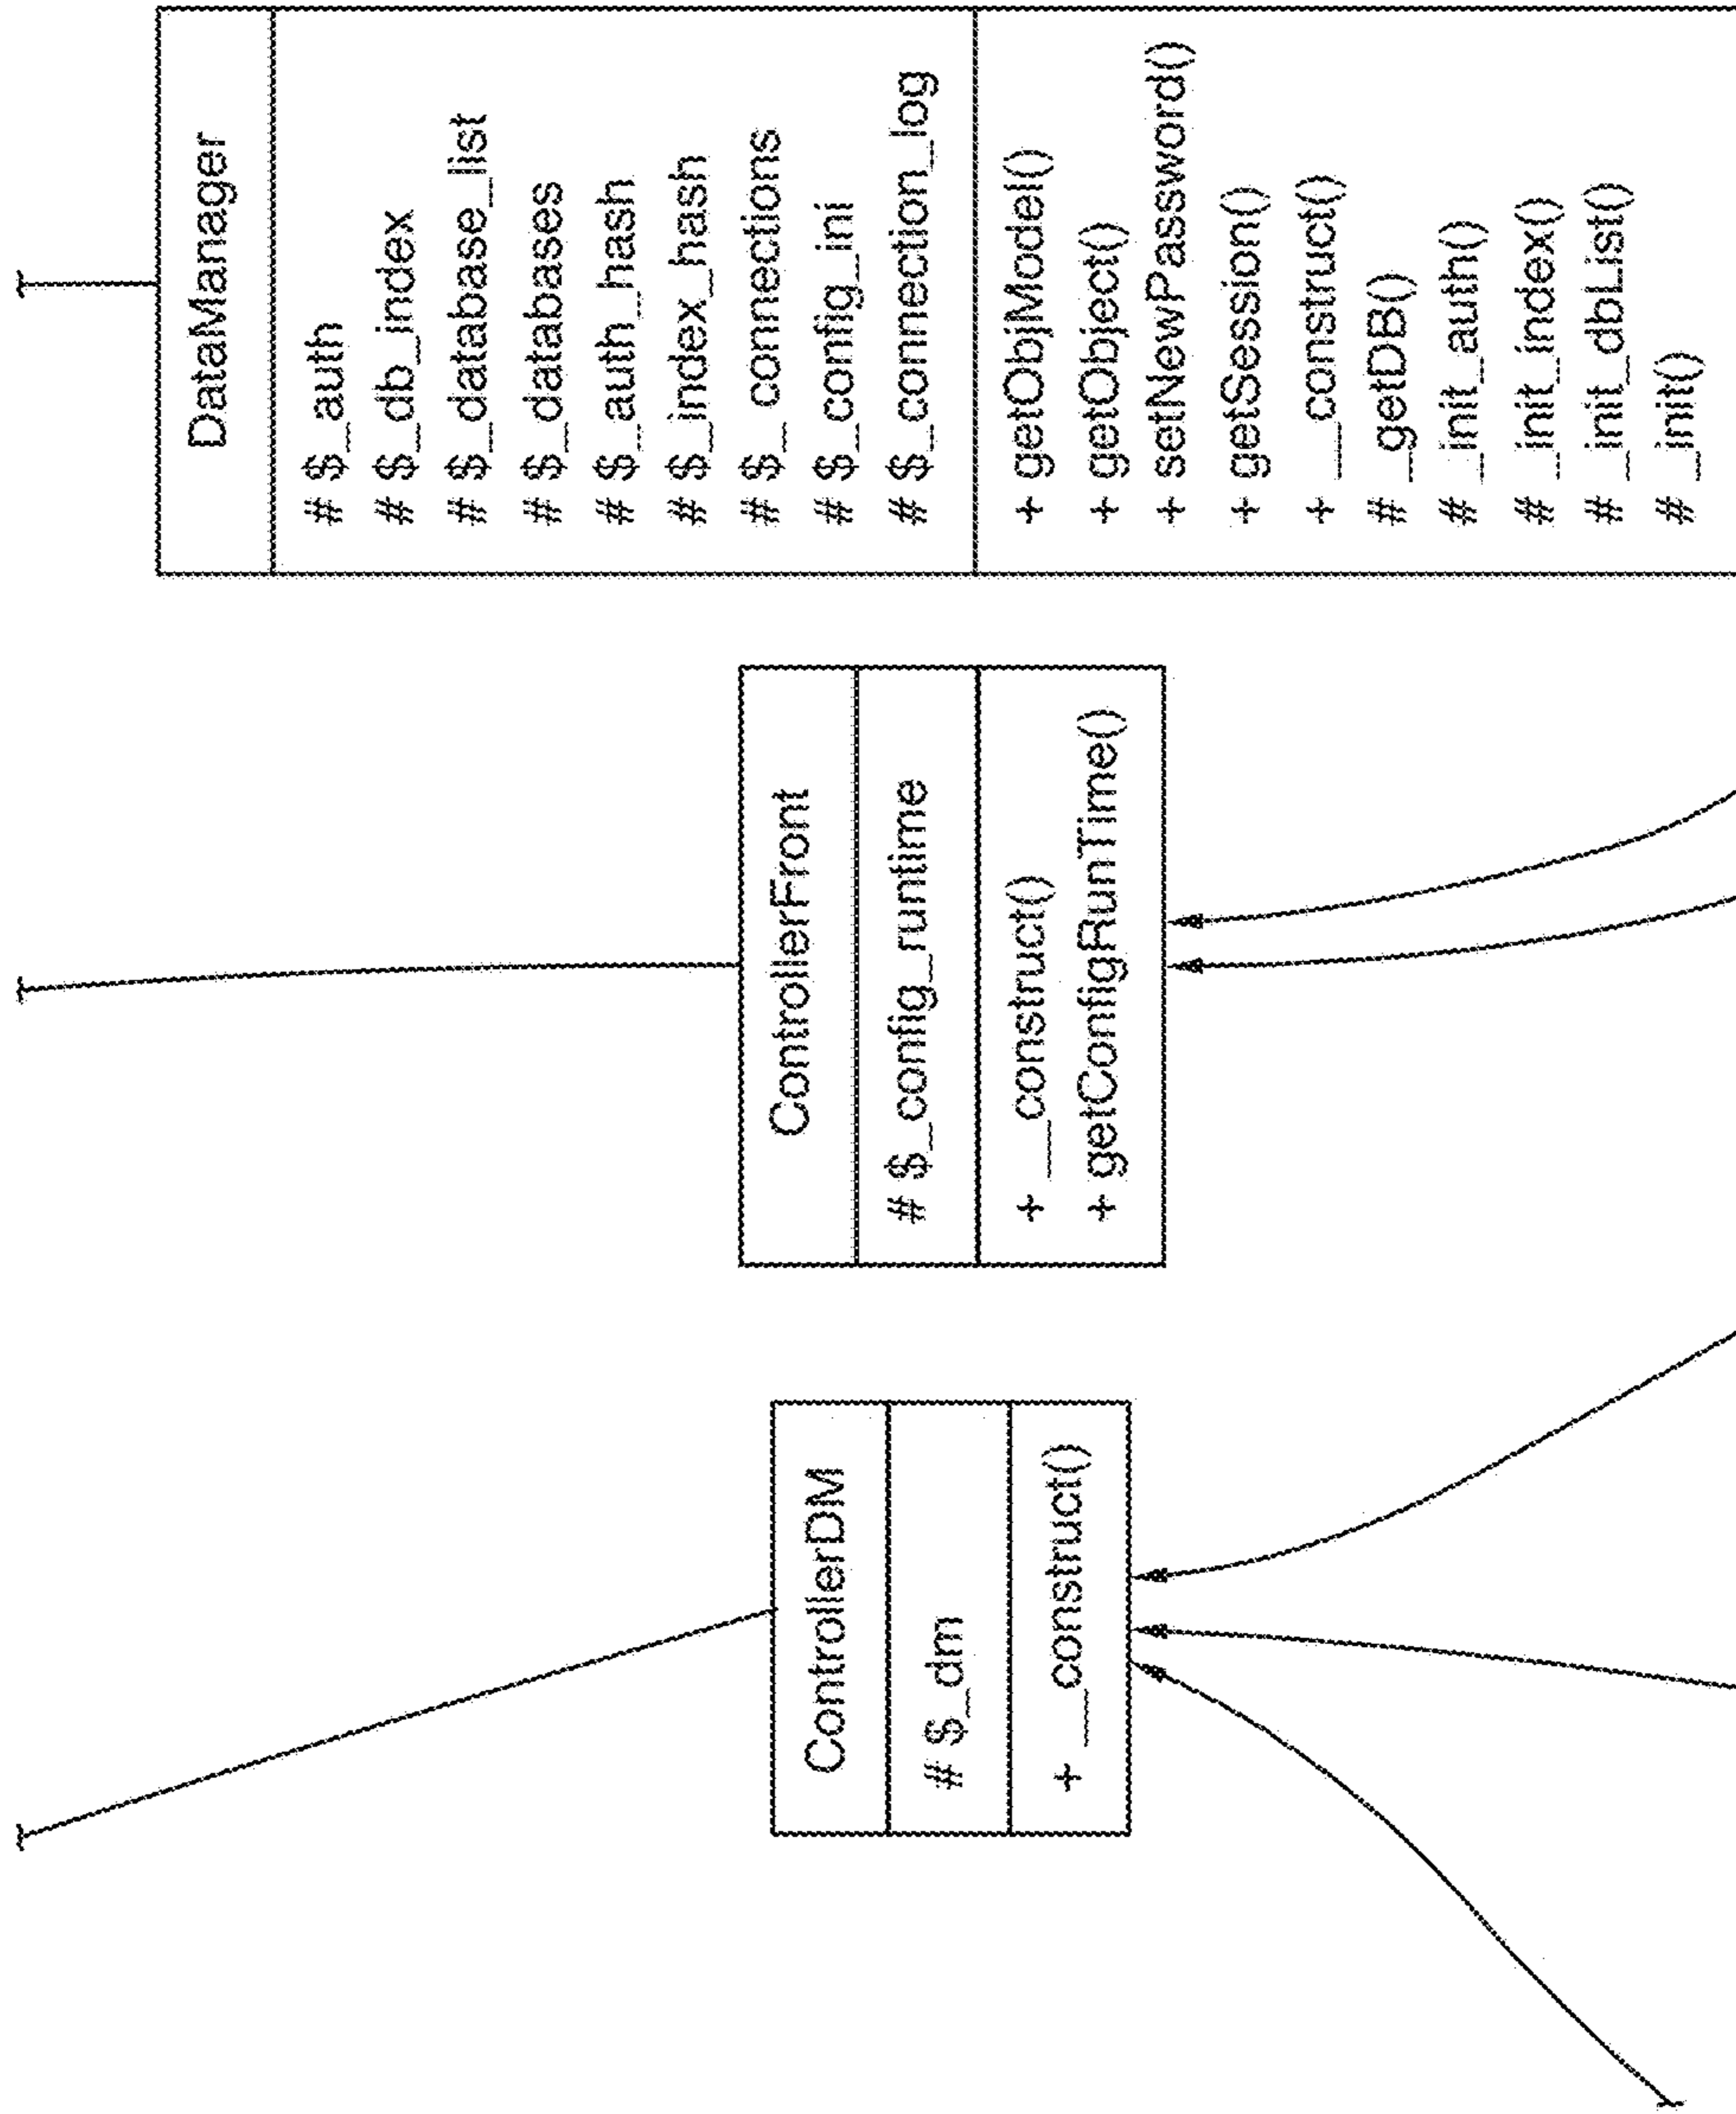 DataManager
# $_auth
# $_db_index
# $_database_list
# $_databases
# $_auth_hash
# $_index_hash
# $_connections
# $_config_ini
# $_connection_log
+ getObjModel()
+ getObject()
+ setNewPassword()
+ getSession()
+ __construct()
# _getDB()
# _init_auth()
# _init_index()
# _init_dbList()
# _init()
ControllerFront
# $_config_runtime
+ __construct()
+ getConfigRunTime()
ControllerDM
# $_dm
+ __construct()